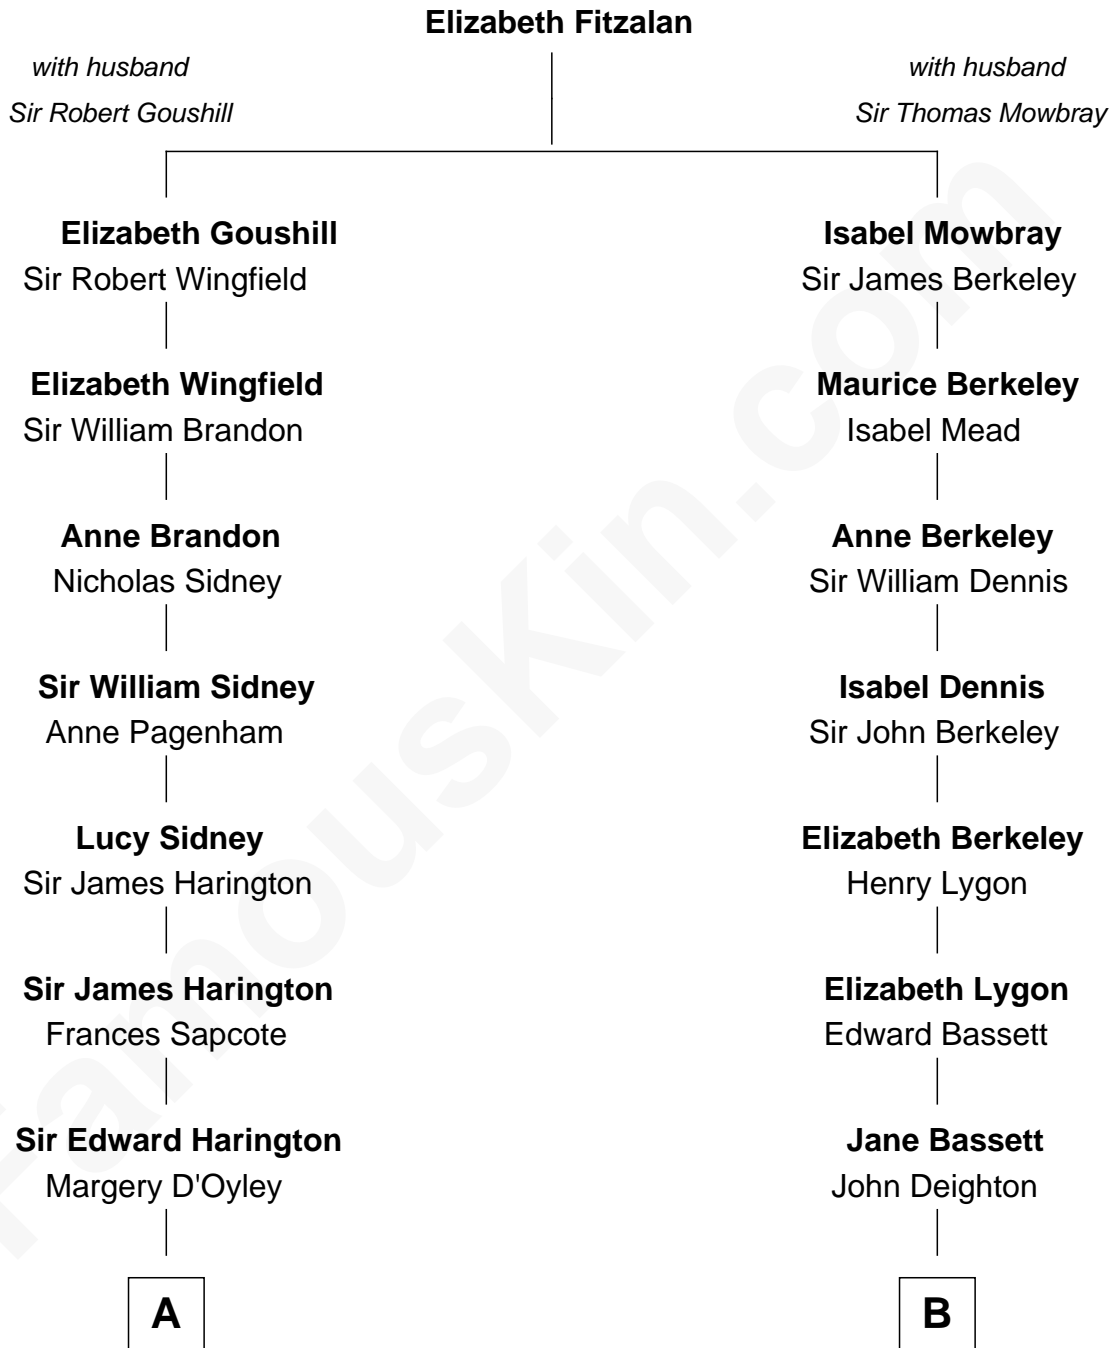 Elizabeth Fitzalan
with husband
Sir Robert Goushill
with husband
Sir Thomas Mowbray
Elizabeth Goushill
Sir Robert Wingfield
Isabel Mowbray
Sir James Berkeley
Elizabeth Wingfield
Sir William Brandon
Maurice Berkeley
Isabel Mead
Anne Brandon
Nicholas Sidney
Anne Berkeley
Sir William Dennis
Sir William Sidney
Anne Pagenham
Isabel Dennis
Sir John Berkeley
Lucy Sidney
Sir James Harington
Elizabeth Berkeley
Henry Lygon
Sir James Harington
Frances Sapcote
Elizabeth Lygon
Edward Bassett
Sir Edward Harington
Margery D'Oyley
Jane Bassett
John Deighton
A
B
FamousKin.com